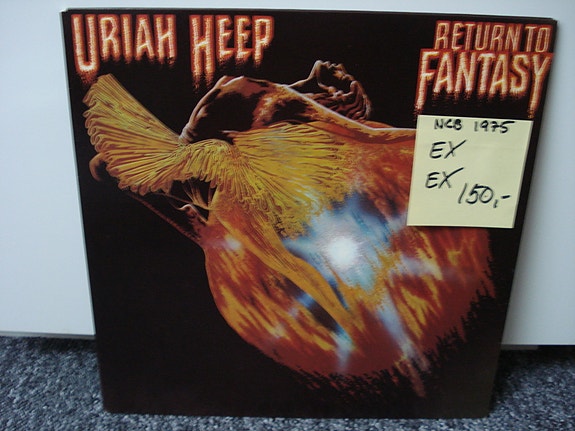 URIAH HEEP
RETURN TO
FANTASY
NCB 1975
EX
EX 150,-